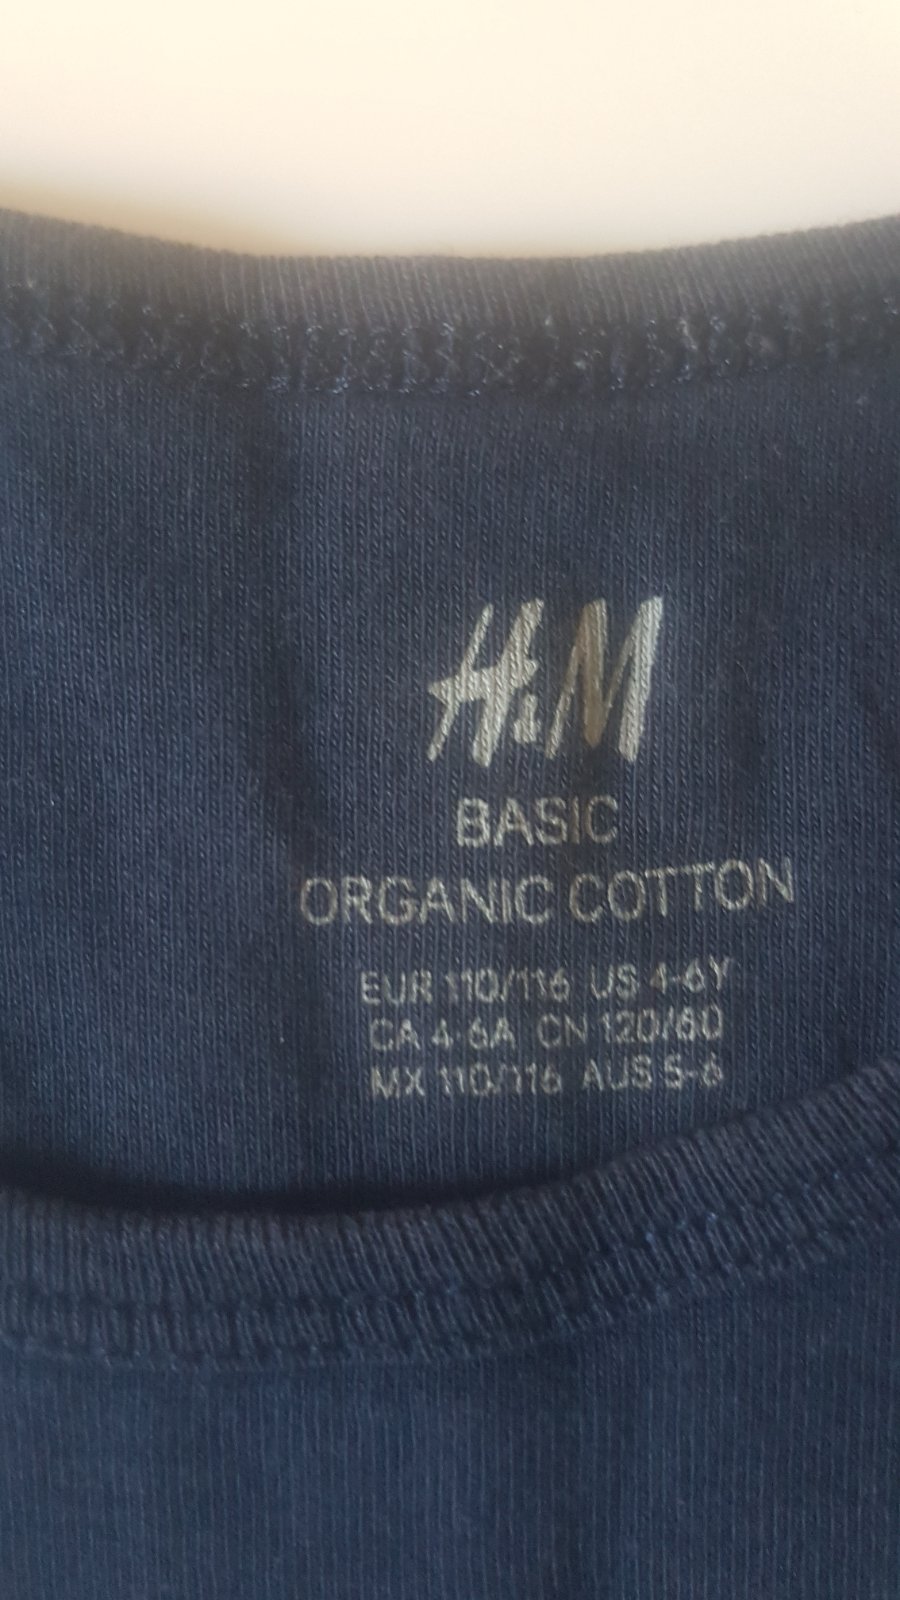 H&M
BASIC
ORGANIC COTTON
EUR 110/116 US 4-6Y
CA 4-6A CN 120/60
MX 110/116 AUS 5-6